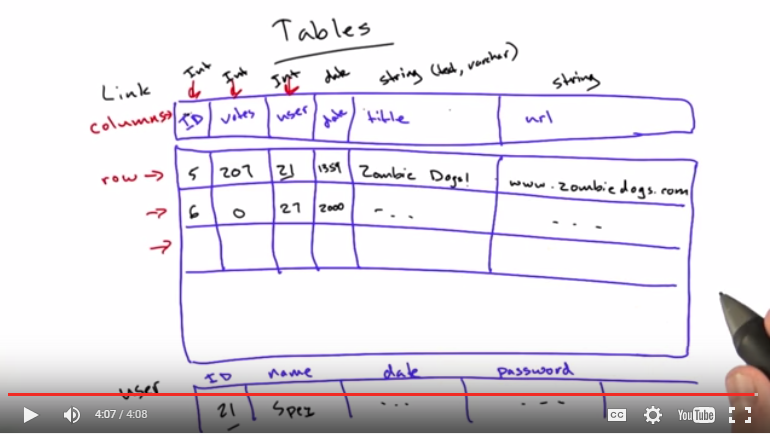 Tables
Link Int Int Int date string (text, varchar) string
columns ID votes user date title url
row 5 207 21 1359 Zombie Dogs! www.zombiedogs.com
6 0 27 2000 - . . - - -
ID name date password
user 21 Spez . . . - - -
4:07 / 4:08 CC YouTube